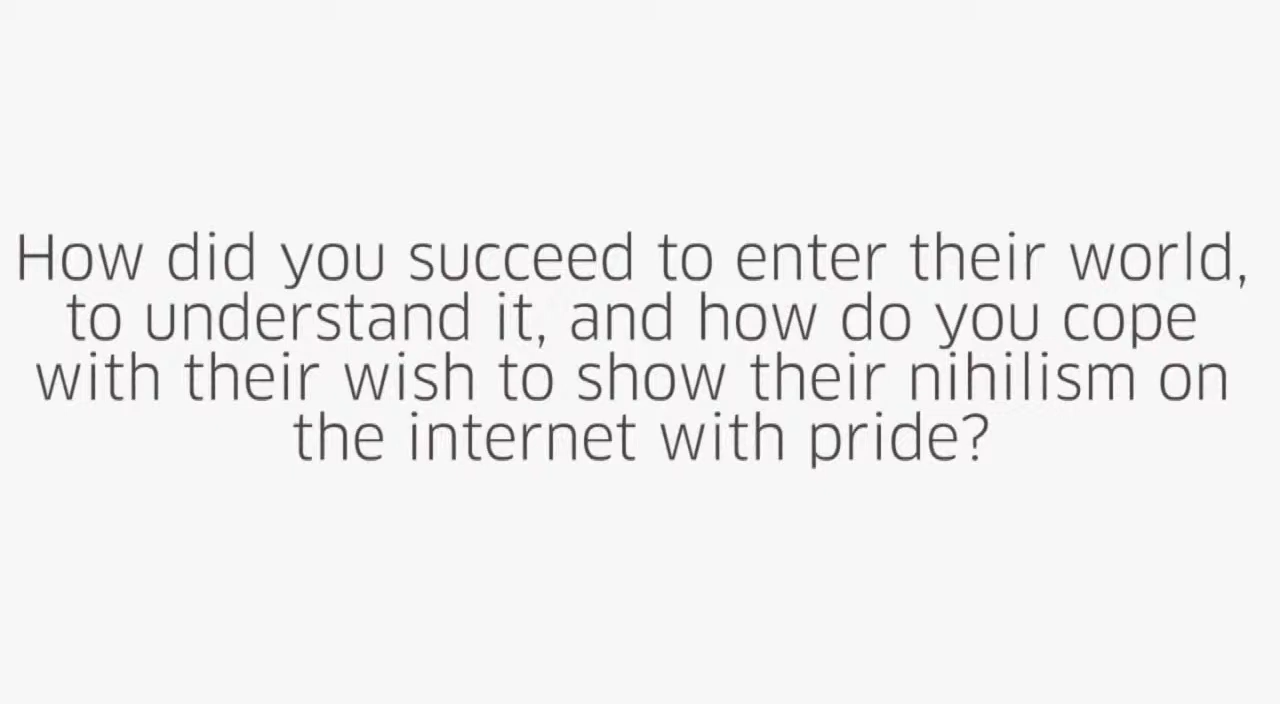 How did you succeed to enter their world,
to understand it, and how do you cope
with their wish to show their nihilism on
the internet with pride?